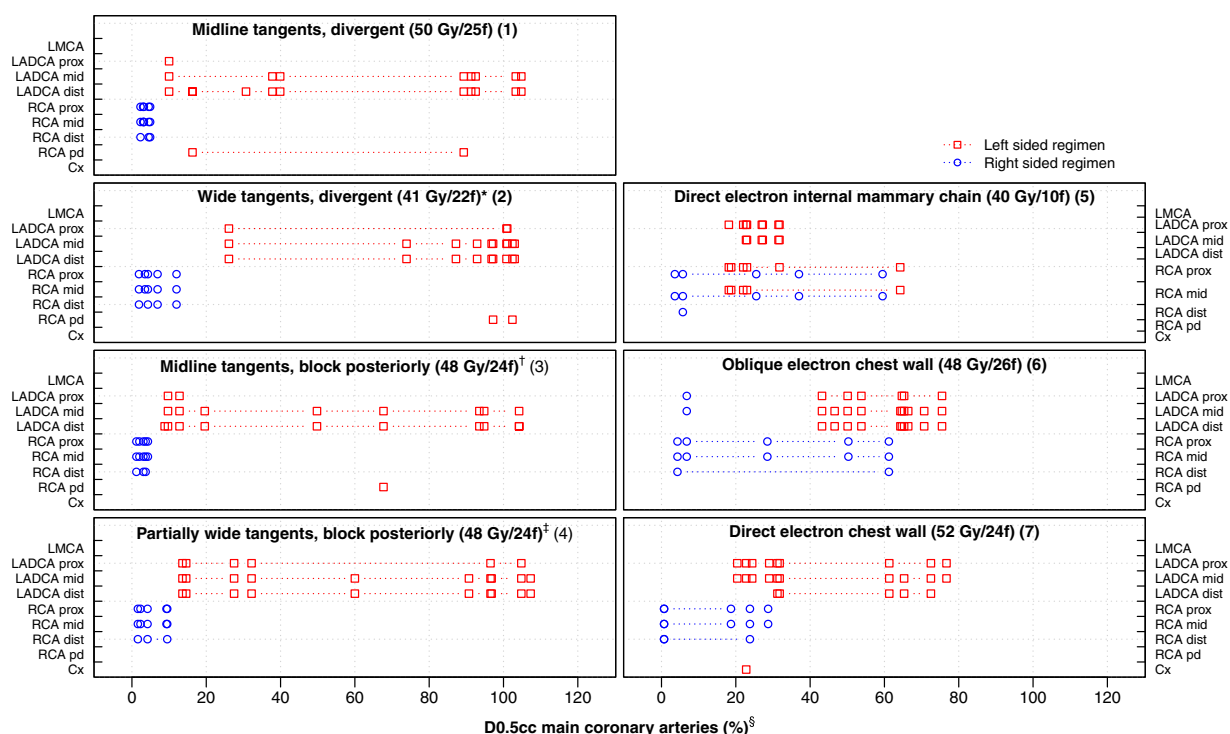 Midline tangents, divergent (50 Gy/25f) (1)
LMCA
LADCA prox
LADCA mid
LADCA dist
RCA prox
RCA mid
RCA dist
RCA pd
Cx
Left sided regimen
Right sided regimen
Wide tangents, divergent (41 Gy/22f)* (2)
LMCA
LADCA prox
LADCA mid
LADCA dist
RCA prox
RCA mid
RCA dist
RCA pd
Cx
Direct electron internal mammary chain (40 Gy/10f) (5)
LMCA
LADCA prox
LADCA mid
LADCA dist
RCA prox
RCA mid
RCA dist
RCA pd
Cx
Midline tangents, block posteriorly (48 Gy/24f)† (3)
LMCA
LADCA prox
LADCA mid
LADCA dist
RCA prox
RCA mid
RCA dist
RCA pd
Cx
Oblique electron chest wall (48 Gy/26f) (6)
LMCA
LADCA prox
LADCA mid
LADCA dist
RCA prox
RCA mid
RCA dist
RCA pd
Cx
Partially wide tangents, block posteriorly (48 Gy/24f)‡ (4)
LMCA
LADCA prox
LADCA mid
LADCA dist
RCA prox
RCA mid
RCA dist
RCA pd
Cx
Direct electron chest wall (52 Gy/24f) (7)
LMCA
LADCA prox
LADCA mid
LADCA dist
RCA prox
RCA mid
RCA dist
RCA pd
Cx
0 20 40 60 80 100 120
0 20 40 60 80 100 120
D0.5cc main coronary arteries (%)§